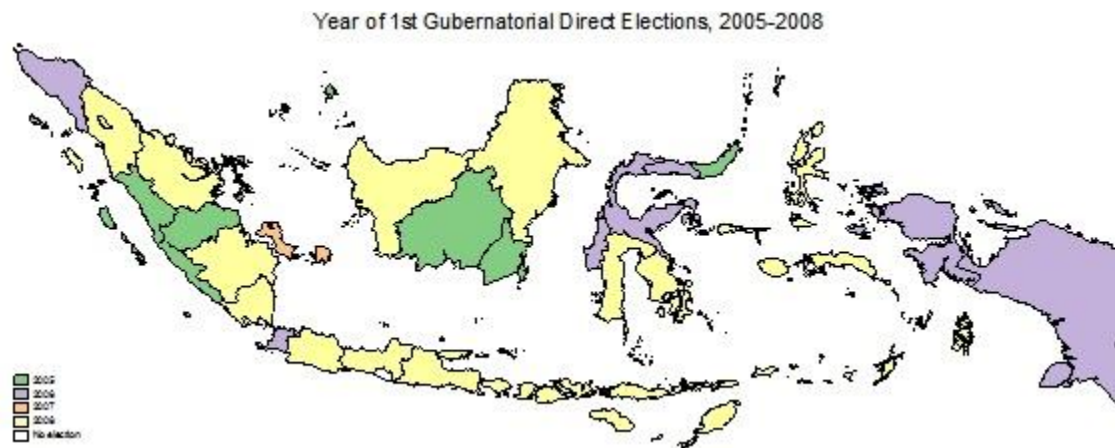 Year of 1st Gubernatorial Direct Elections, 2005-2008
2005
2006
2007
2008
No election